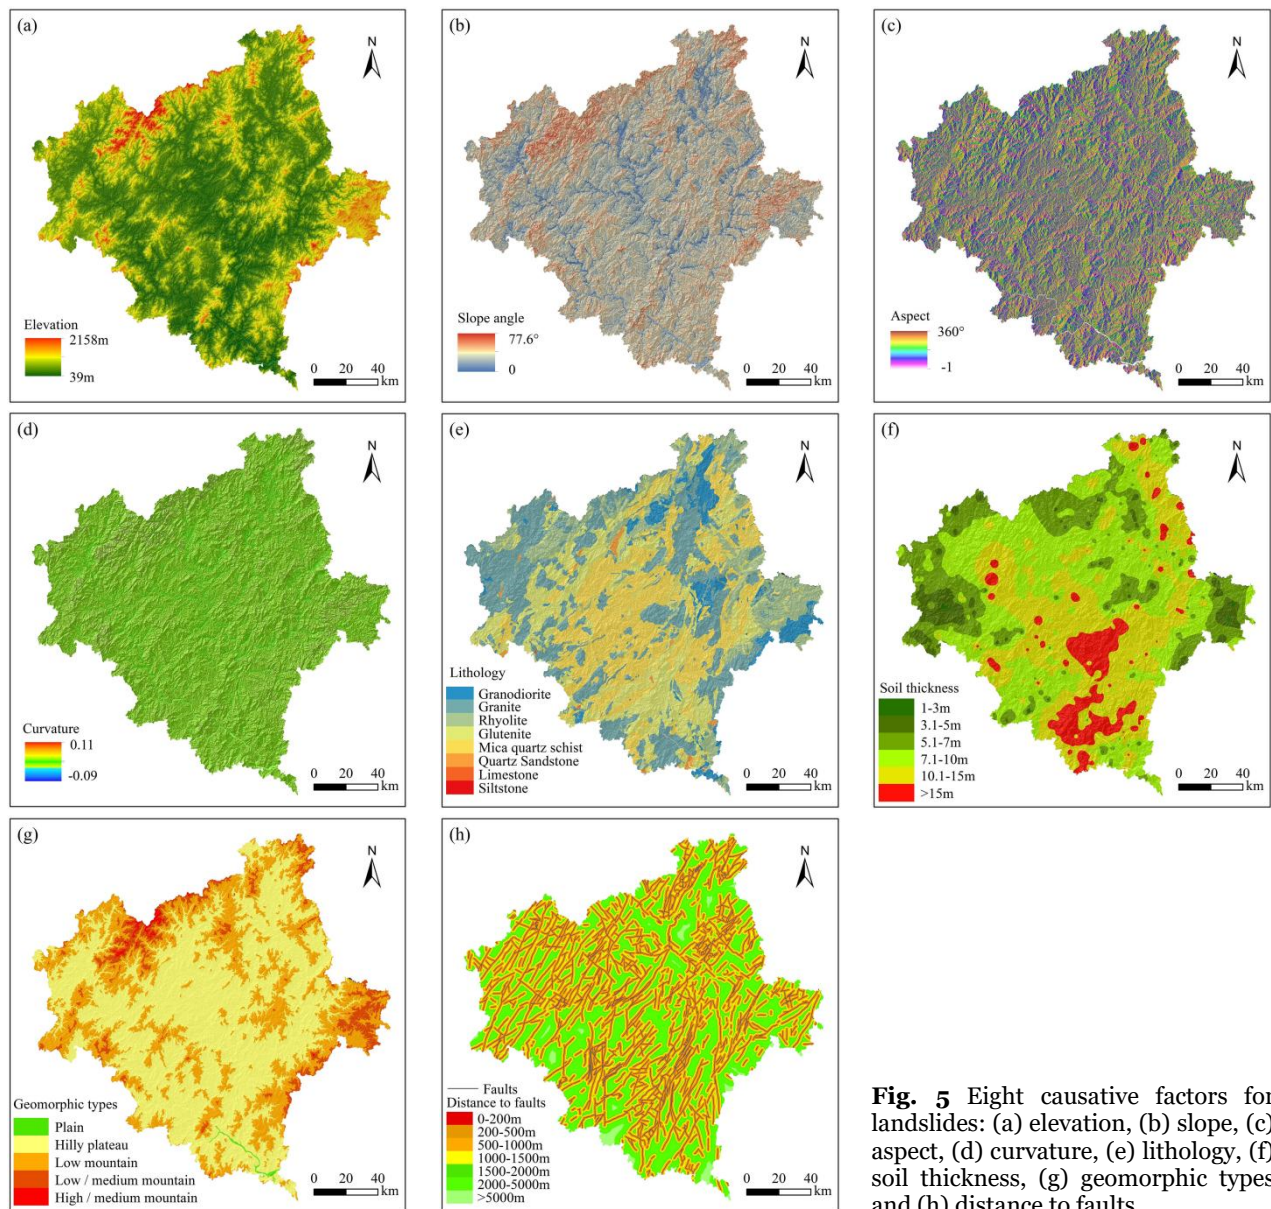 (a)
N
Elevation
2158m
39m
0 20 40
km
(b)
N
Slope angle
77.6°
0
0 20 40
km
(c)
N
Aspect
360°
-1
0 20 40
km
(d)
N
Curvature
0.11
-0.09
0 20 40
km
(e)
N
Lithology
Granodiorite
Granite
Rhyolite
Glutenite
Mica quartz schist
Quartz Sandstone
Limestone
Siltstone
0 20 40
km
(f)
N
Soil thickness
1-3m
3.1-5m
5.1-7m
7.1-10m
10.1-15m
>15m
0 20 40
km
(g)
N
Geomorphic types
Plain
Hilly plateau
Low mountain
Low / medium mountain
High / medium mountain
0 20 40
km
(h)
N
Faults
Distance to faults
0-200m
200-500m
500-1000m
1000-1500m
1500-2000m
2000-5000m
>5000m
0 20 40
km
Fig. 5 Eight causative factors for
landslides: (a) elevation, (b) slope, (c)
aspect, (d) curvature, (e) lithology, (f)
soil thickness, (g) geomorphic types
and (h) distance to faults